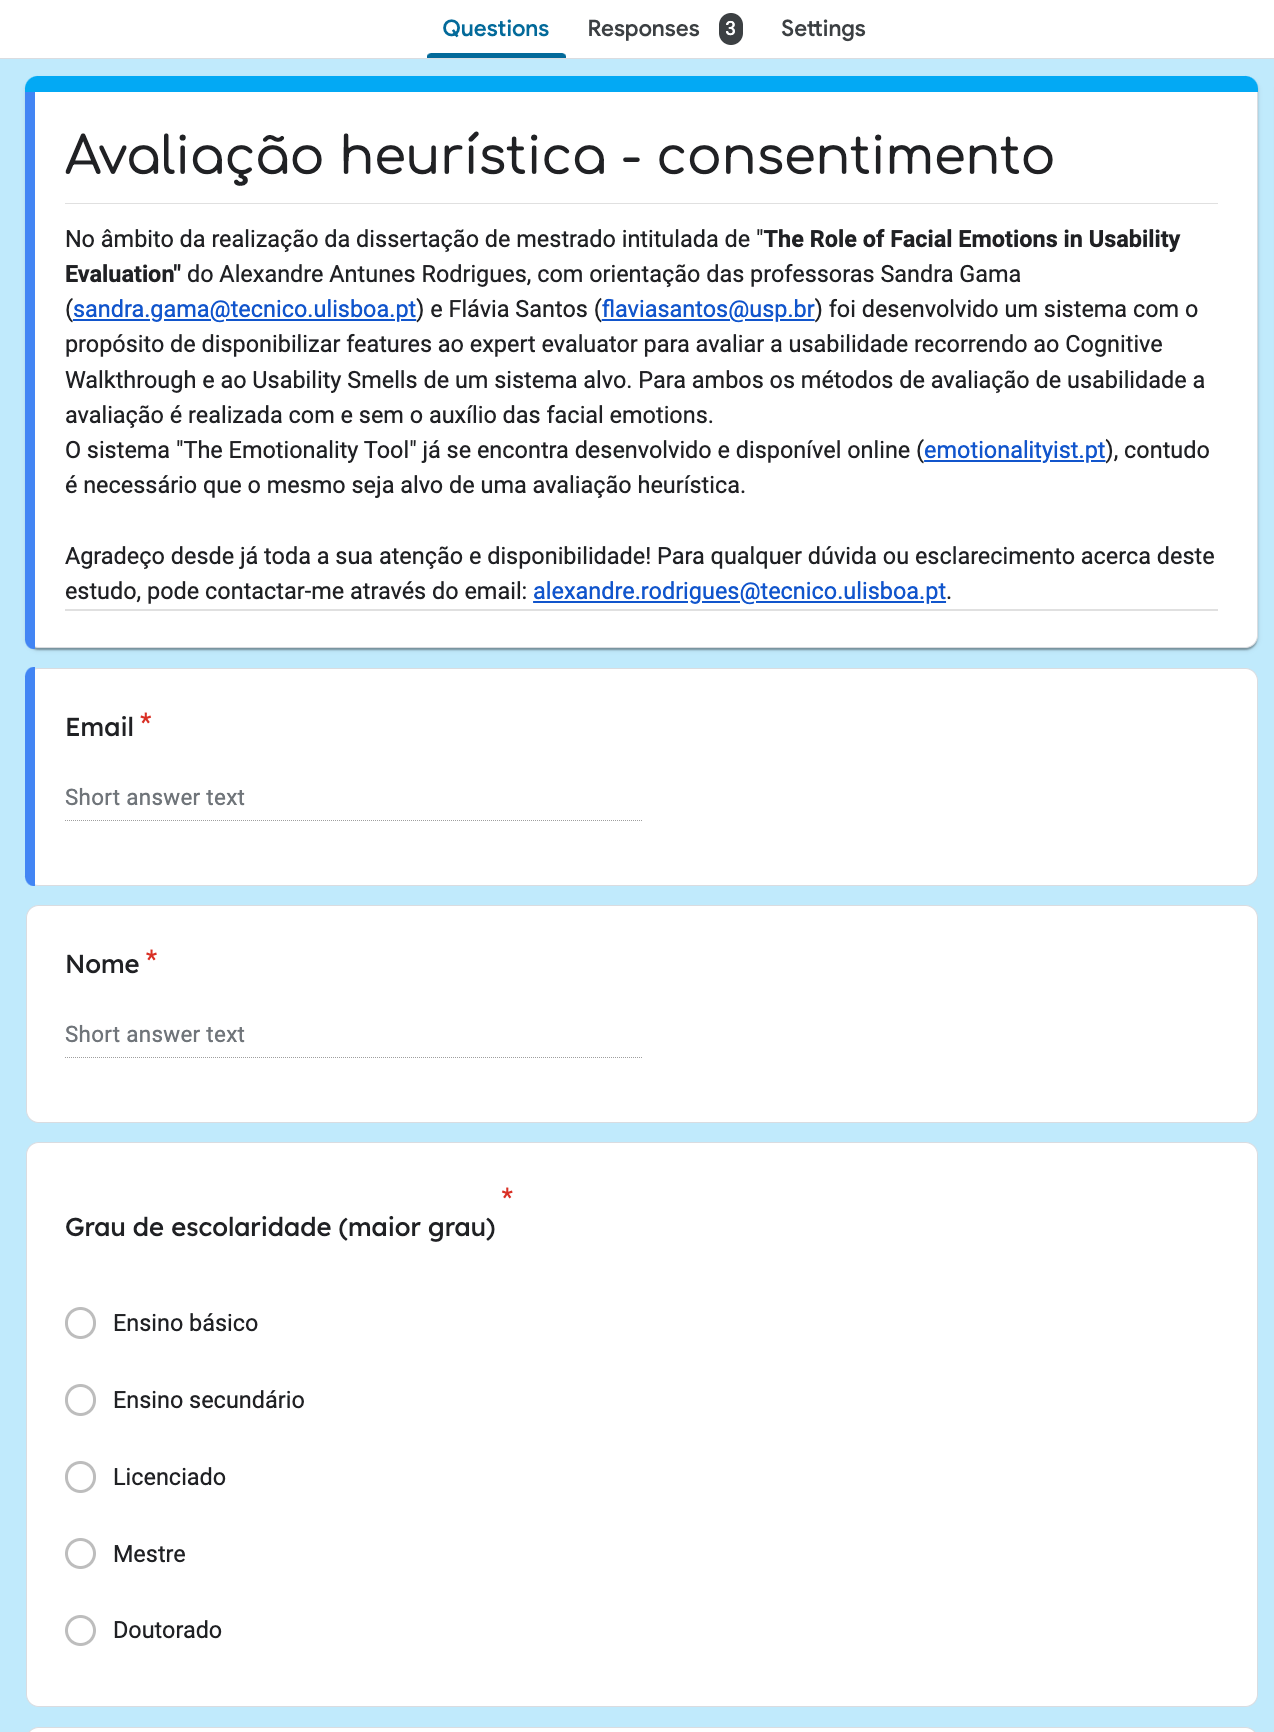 Questions Responses 3 Settings
Avaliação heurística - consentimento
No âmbito da realização da dissertação de mestrado intitulada de "The Role of Facial Emotions in Usability
Evaluation" do Alexandre Antunes Rodrigues, com orientação das professoras Sandra Gama
(sandra.gama@tecnico.ulisboa.pt) e Flávia Santos (flaviasantos@usp.br) foi desenvolvido um sistema com o
propósito de disponibilizar features ao expert evaluator para avaliar a usabilidade recorrendo ao Cognitive
Walkthrough e ao Usability Smells de um sistema alvo. Para ambos os métodos de avaliação de usabilidade a
avaliação é realizada com e sem o auxílio das facial emotions.
O sistema "The Emotionality Tool" já se encontra desenvolvido e disponível online (emotionalityist.pt), contudo
é necessário que o mesmo seja alvo de uma avaliação heurística.
Agradeço desde já toda a sua atenção e disponibilidade! Para qualquer dúvida ou esclarecimento acerca deste
estudo, pode contactar-me através do email: alexandre.rodrigues@tecnico.ulisboa.pt.
Email *
Short answer text
Nome *
Short answer text
Grau de escolaridade (maior grau) *
Ensino básico
Ensino secundário
Licenciado
Mestre
Doutorado